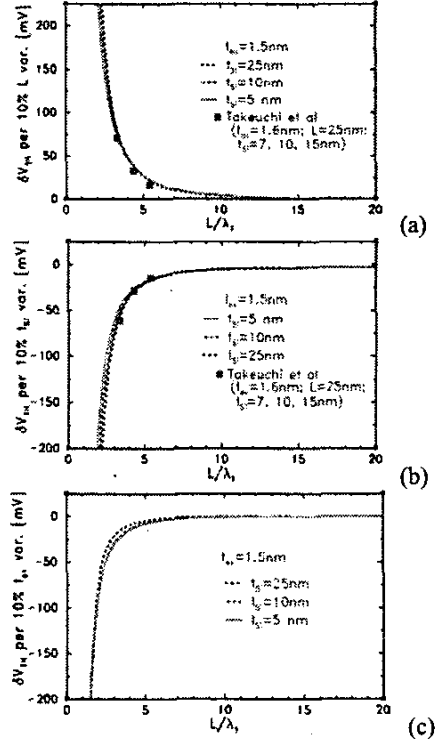 δV_TH per 10% L var. [mV]
200
150
100
50
0
t_ox=1.5nm
t_Si=25nm
t_Si=10nm
t_Si=5 nm
Takeuchi et al
(t_ox=1.6nm; L=25nm;
t_Si=7, 10, 15nm)
0 5 10 15 20
L/λ
(a)
δV_TH per 10% t_Si var. [mV]
0
-50
-100
-150
-200
t_ox=1.5nm
t_Si=5 nm
t_Si=10nm
t_Si=25nm
Takeuchi et al
(t_ox=1.6nm; L=25nm;
t_Si=7, 10, 15nm)
0 5 10 15 20
L/λ
(b)
δV_TH per 10% t_ox var. [mV]
0
-50
-100
-150
-200
t_ox=1.5nm
t_Si=25nm
t_Si=10nm
t_Si=5 nm
0 5 10 15 20
L/λ
(c)